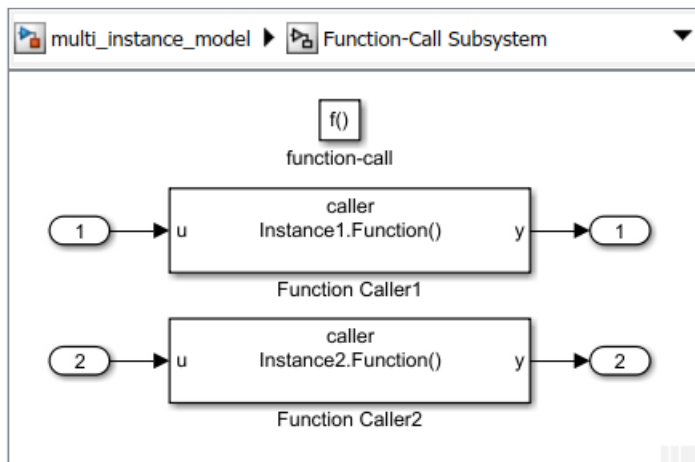 multi_instance_model Function-Call Subsystem
f()
function-call
caller
1 u Instance1.Function() y 1
Function Caller1
caller
2 u Instance2.Function() y 2
Function Caller2